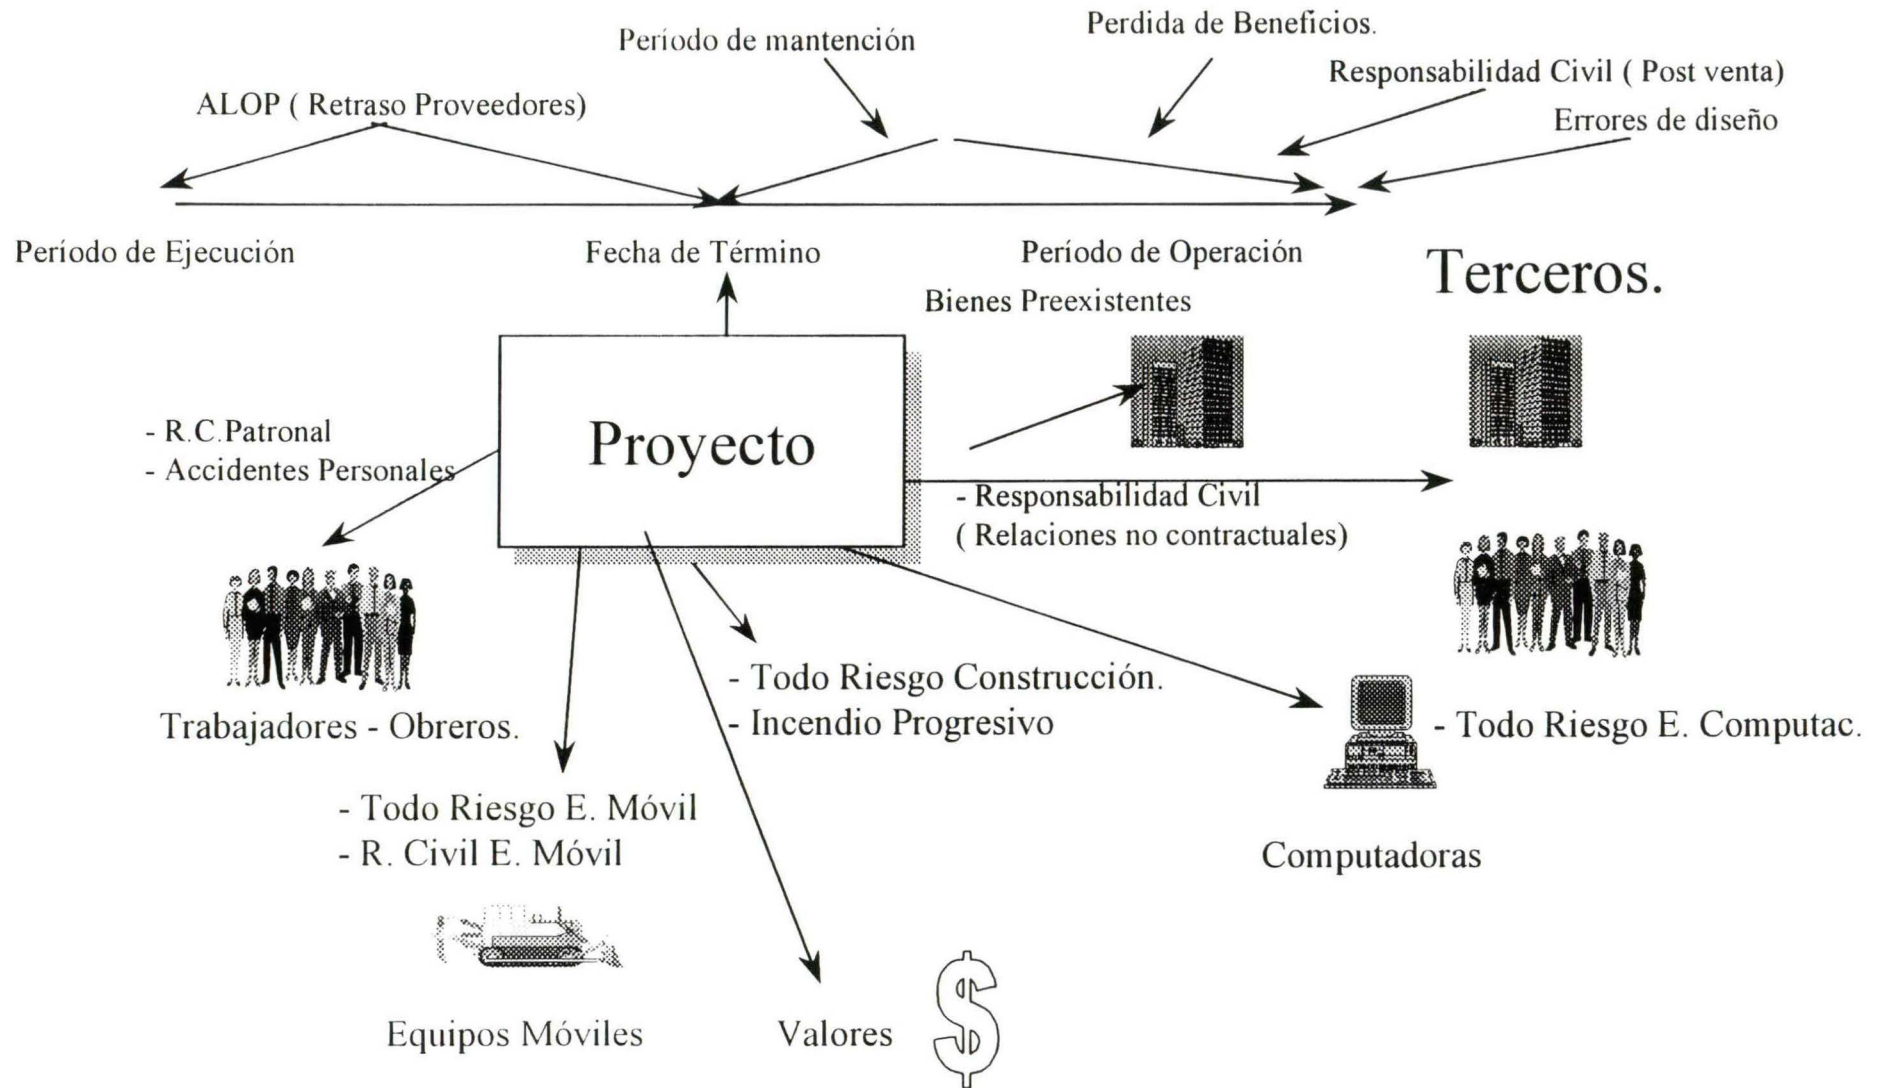 Período de mantención
Perdida de Beneficios.
Responsabilidad Civil ( Post venta)
ALOP ( Retraso Proveedores)
Errores de diseño
Período de Ejecución
Fecha de Término
Período de Operación
Terceros.
Bienes Preexistentes
Proyecto
- R.C.Patronal
- Accidentes Personales
- Responsabilidad Civil
( Relaciones no contractuales)
- Todo Riesgo Construcción.
- Incendio Progresivo
Trabajadores - Obreros.
- Todo Riesgo E. Computac.
- Todo Riesgo E. Móvil
- R. Civil E. Móvil
Computadoras
Equipos Móviles
Valores
$